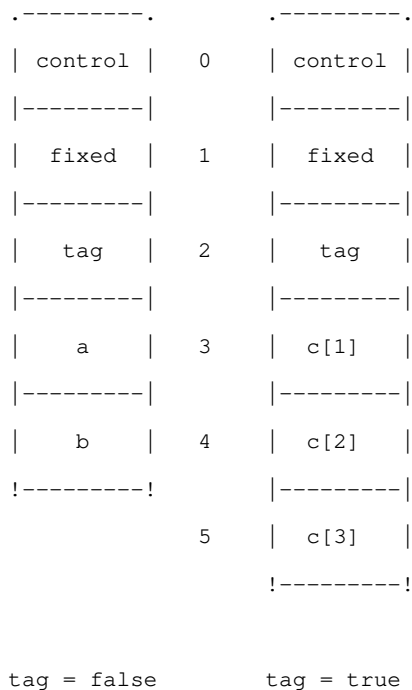 .---------.         .---------.
| control |    0    | control |
|---------|         |---------|
|  fixed  |    1    |  fixed  |
|---------|         |---------|
|   tag   |    2    |   tag   |
|---------|         |---------|
|    a    |    3    |  c[1]   |
|---------|         |---------|
|    b    |    4    |  c[2]   |
!---------!         |---------|
               5    |  c[3]   |
                    !---------!
tag = false        tag = true